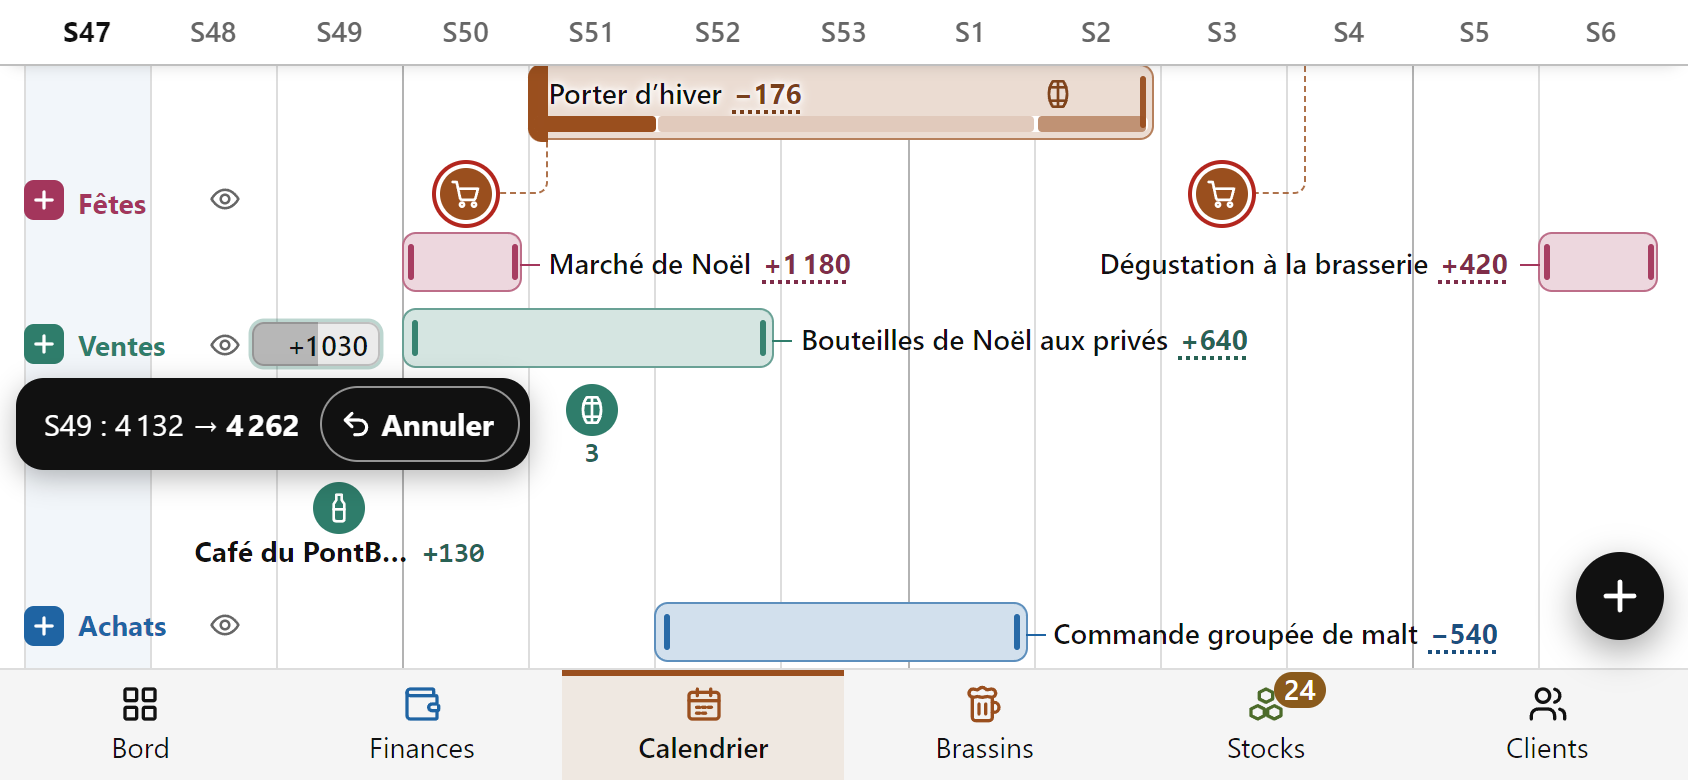 S47 S48 S49 S50 S51 S52 S53 S1 S2 S3 S4 S5 S6
Porter d’hiver −176
Fêtes
Marché de Noël +1 180
Dégustation à la brasserie +420
Ventes
+1 030
Bouteilles de Noël aux privés +640
S49 : 4 132 → 4 262 Annuler
3
Café du PontB… +130
Achats
Commande groupée de malt −540
24
Bord Finances Calendrier Brassins Stocks Clients